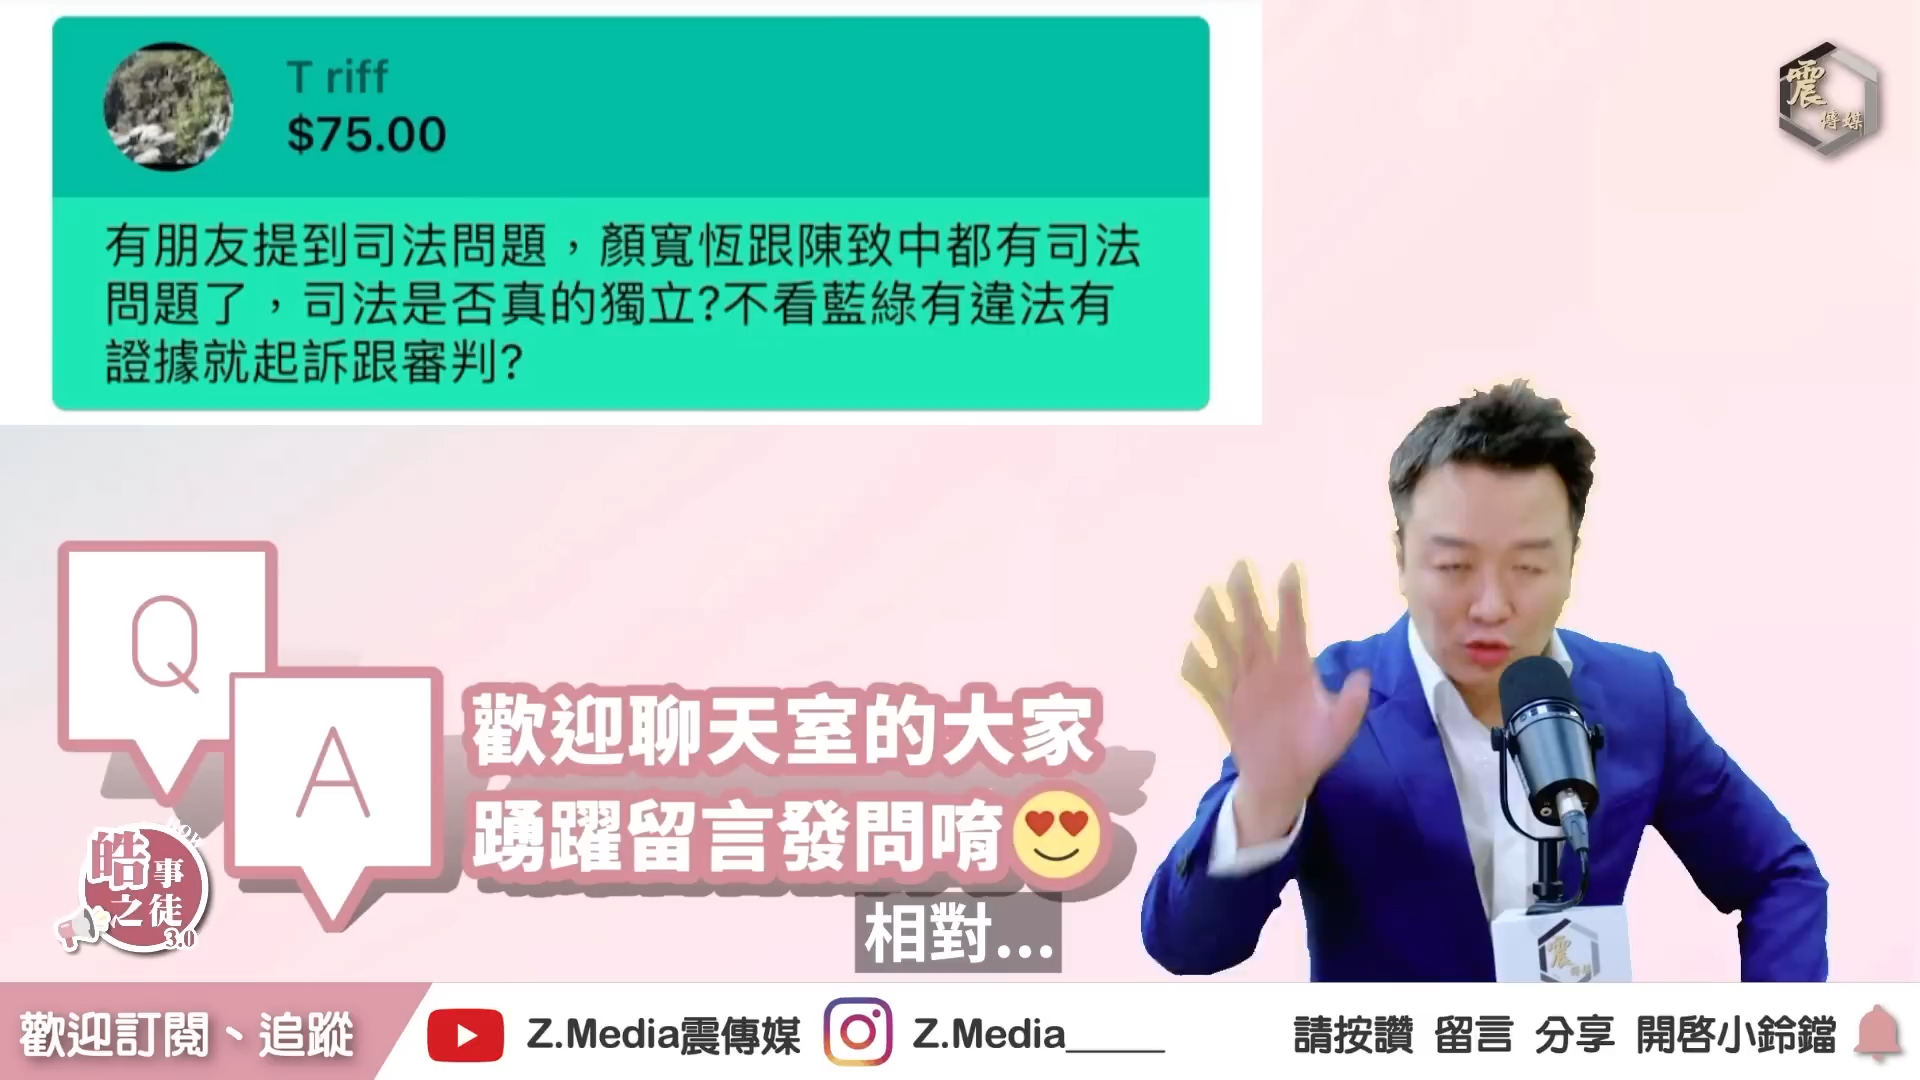 T riff
$75.00
有朋友提到司法問題，顏寬恆跟陳致中都有司法
問題了，司法是否真的獨立?不看藍綠有違法有
證據就起訴跟審判?
震
傳媒
Q
A
歡迎聊天室的大家
踴躍留言發問唷
皓事
之徒
3.0
相對...
震
歡迎訂閱、追蹤
Z.Media震傳媒
Z.Media_____
請按讚 留言 分享 開啓小鈴鐺